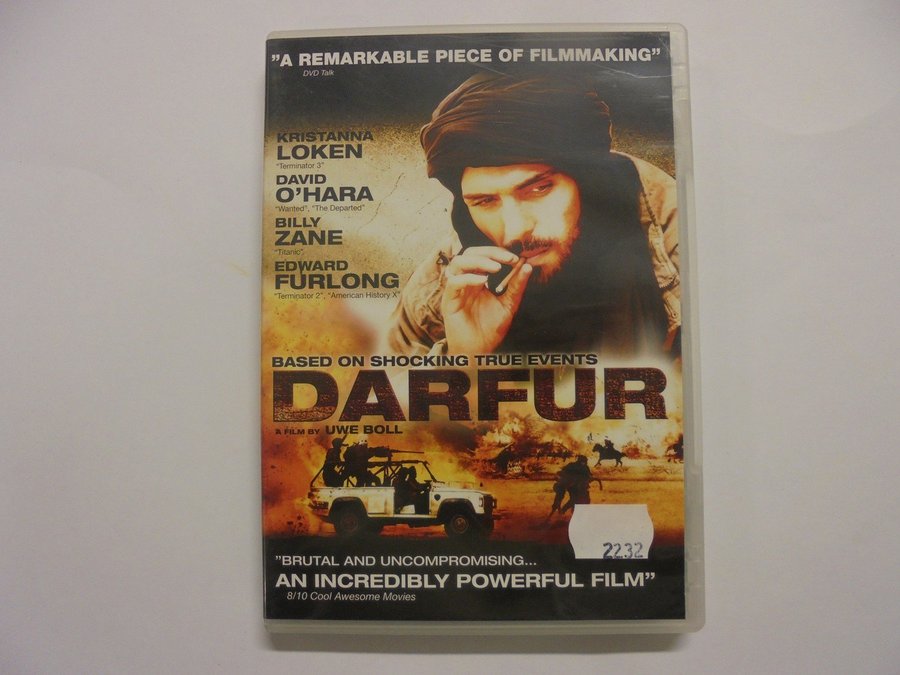 "A REMARKABLE PIECE OF FILMMAKING"
DVD Talk
KRISTANNA
LOKEN
"Terminator 3"
DAVID
O'HARA
"Wanted", "The Departed"
BILLY
ZANE
"Titanic"
EDWARD
FURLONG
"Terminator 2", "American History X"
BASED ON SHOCKING TRUE EVENTS
DARFUR
A FILM BY UWE BOLL
2232
"BRUTAL AND UNCOMPROMISING...
AN INCREDIBLY POWERFUL FILM"
8/10 Cool Awesome Movies